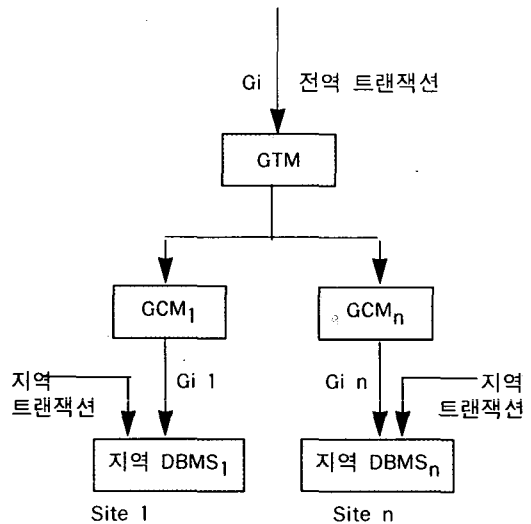 Gi 전역 트랜잭션
GTM
GCM1
GCMn
지역
트랜잭션
Gi 1
Gi n
지역
트랜잭션
지역 DBMS1
지역 DBMSn
Site 1
Site n